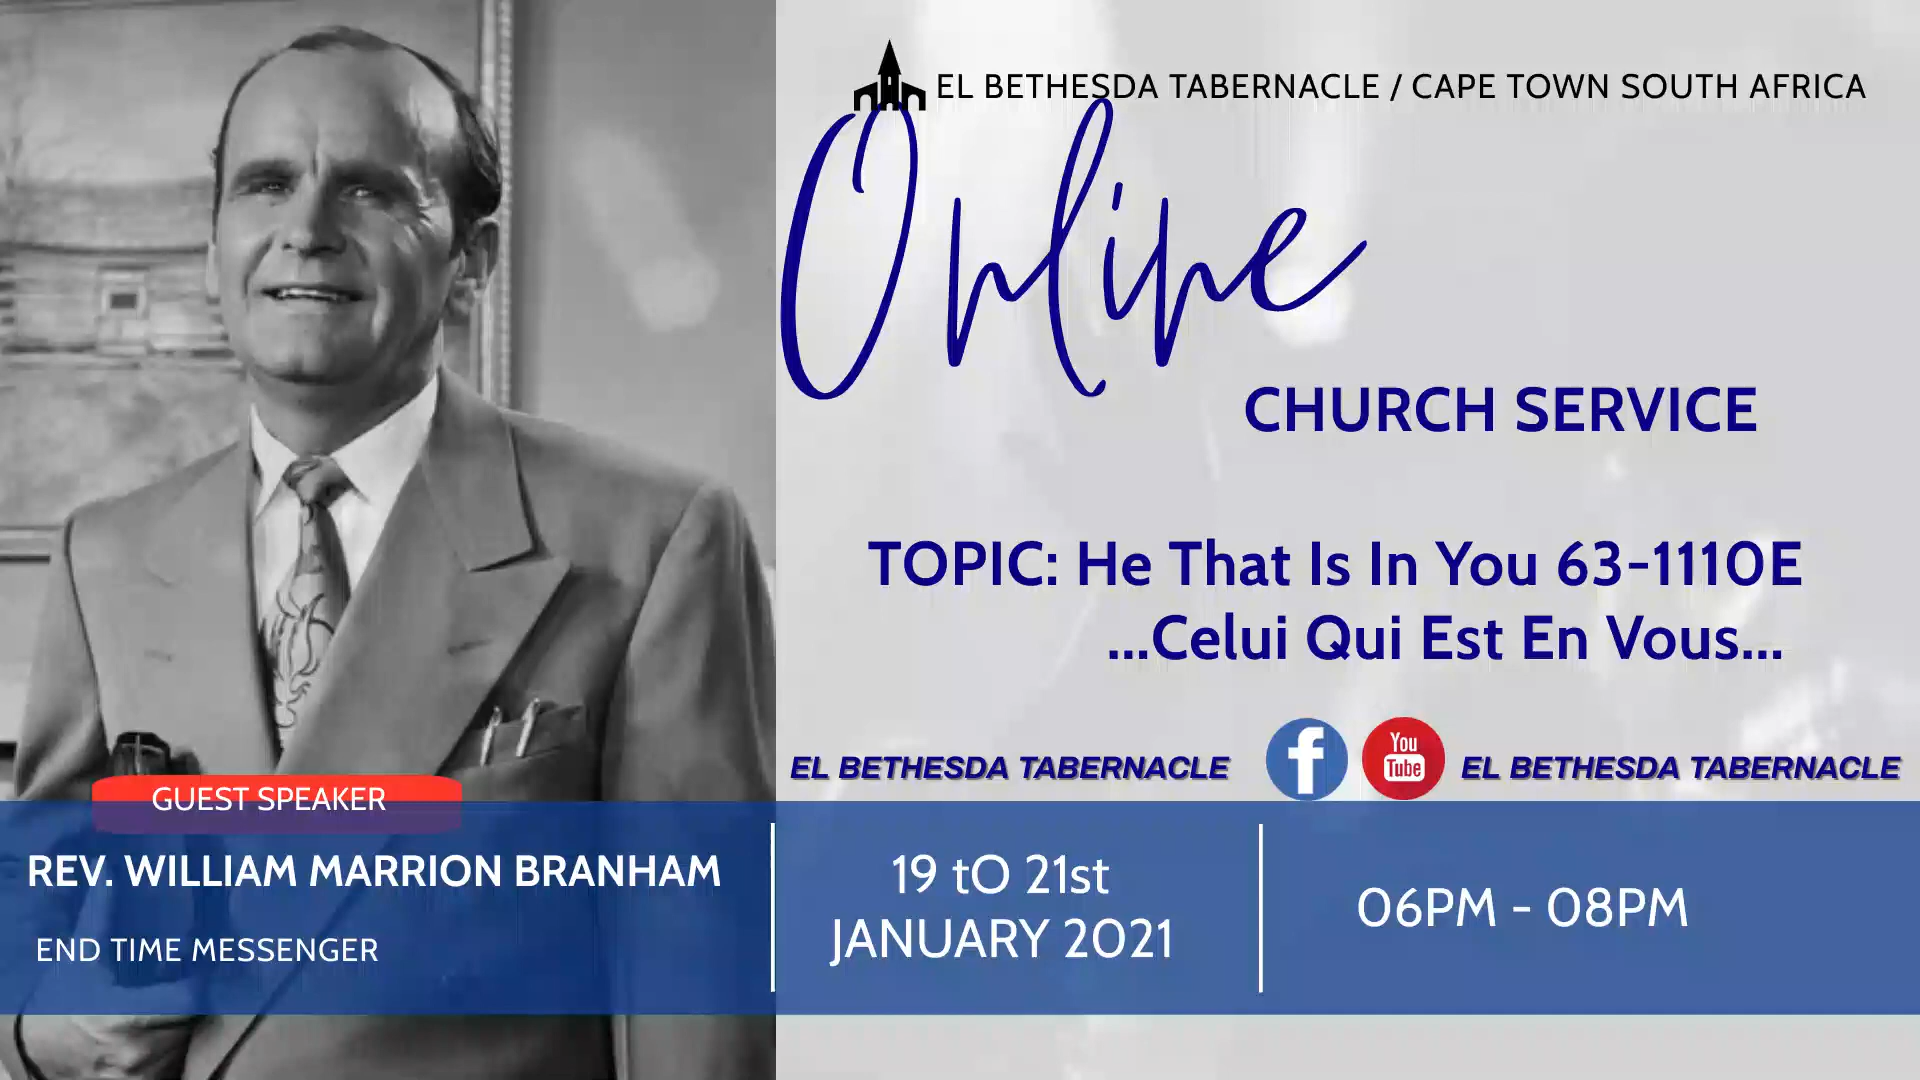 EL BETHESDA TABERNACLE / CAPE TOWN SOUTH AFRICA
Online
CHURCH SERVICE
TOPIC: He That Is In You 63-1110E
...Celui Qui Est En Vous...
EL BETHESDA TABERNACLE
f
You
Tube
EL BETHESDA TABERNACLE
GUEST SPEAKER
REV. WILLIAM MARRION BRANHAM
END TIME MESSENGER
19 tO 21st
JANUARY 2021
06PM - 08PM